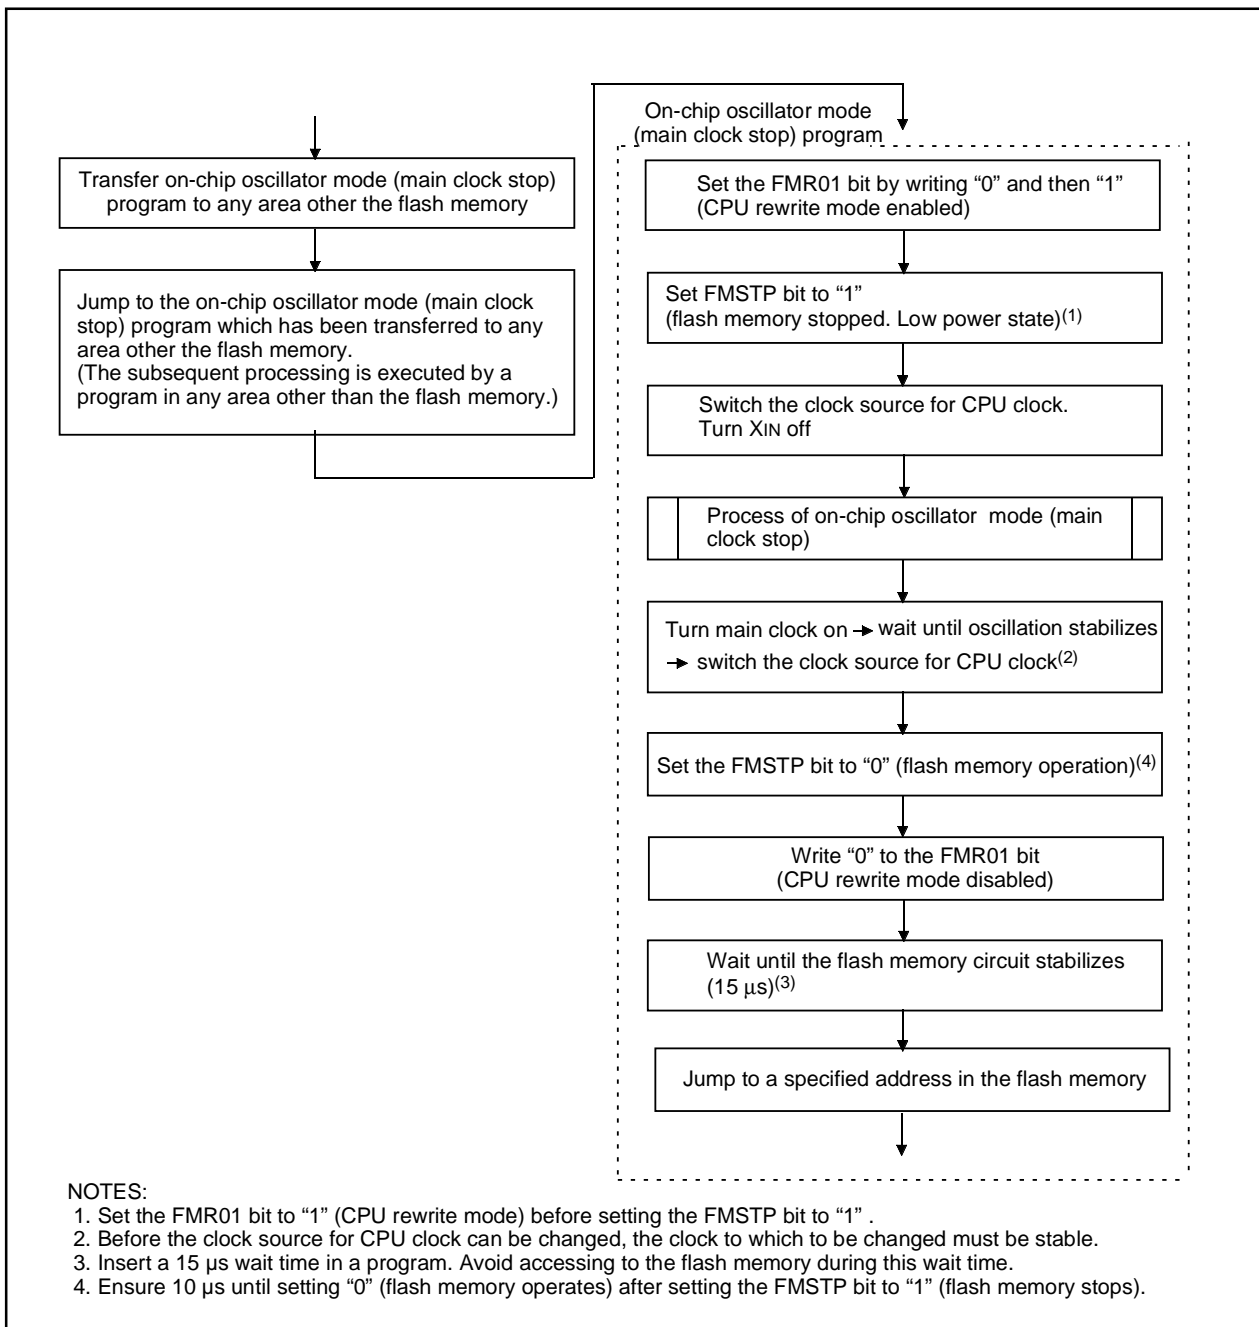 Transfer on-chip oscillator mode (main clock stop)
program to any area other the flash memory
Jump to the on-chip oscillator mode (main clock
stop) program which has been transferred to any
area other the flash memory.
(The subsequent processing is executed by a
program in any area other than the flash memory.)
On-chip oscillator mode
(main clock stop) program
Set the FMR01 bit by writing “0” and then “1”
(CPU rewrite mode enabled)
Set FMSTP bit to “1”
(flash memory stopped. Low power state)(1)
Switch the clock source for CPU clock.
Turn XIN off
Process of on-chip oscillator mode (main
clock stop)
Turn main clock on → wait until oscillation stabilizes
→ switch the clock source for CPU clock(2)
Set the FMSTP bit to “0” (flash memory operation)(4)
Write “0” to the FMR01 bit
(CPU rewrite mode disabled)
Wait until the flash memory circuit stabilizes
(15 μs)(3)
Jump to a specified address in the flash memory
NOTES:
1. Set the FMR01 bit to “1” (CPU rewrite mode) before setting the FMSTP bit to “1” .
2. Before the clock source for CPU clock can be changed, the clock to which to be changed must be stable.
3. Insert a 15 μs wait time in a program. Avoid accessing to the flash memory during this wait time.
4. Ensure 10 μs until setting “0” (flash memory operates) after setting the FMSTP bit to “1” (flash memory stops).